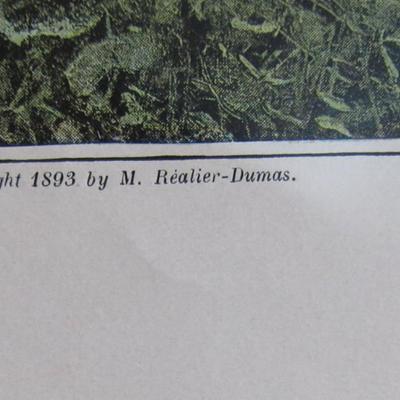 ght 1893 by M. Réalier-Dumas.